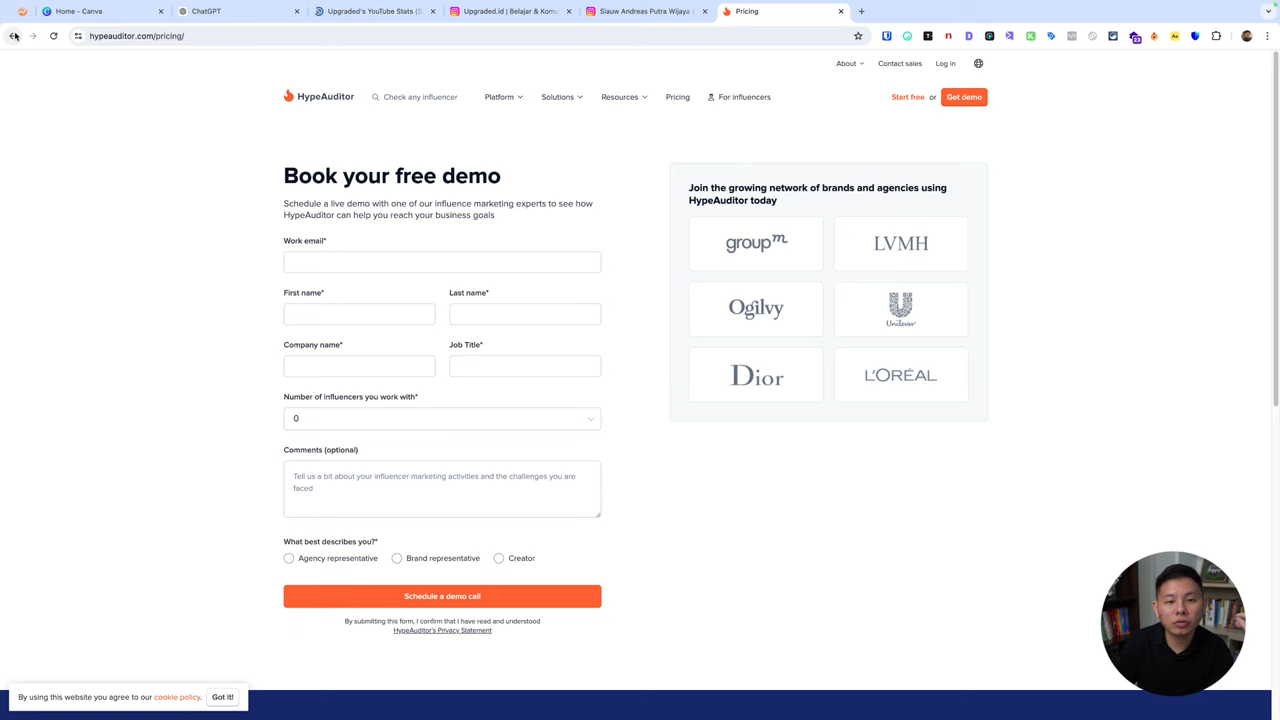 Home - Canva
ChatGPT
Upgraded's YouTube Stats (S
Upgraded.id | Belajar & Komu
Siauw Andreas Putra Wijaya (
Pricing
hypeauditor.com/pricing/
23
About
Contact sales
Log in
HypeAuditor
Check any influencer
Platform
Solutions
Resources
Pricing
For influencers
Start free or
Get demo
Book your free demo
Schedule a live demo with one of our influence marketing experts to see how
HypeAuditor can help you reach your business goals
Work email*
First name*
Last name*
Company name*
Job Title*
Number of influencers you work with*
0
Comments (optional)
Tell us a bit about your influencer marketing activities and the challenges you are
faced
What best describes you?*
Agency representative
Brand representative
Creator
Schedule a demo call
By submitting this form, I confirm that I have read and understood
HypeAuditor's Privacy Statement
Join the growing network of brands and agencies using
HypeAuditor today
groupm
LVMH
Ogilvy
Unilever
Dior
L'ORÉAL
By using this website you agree to our cookie policy.
Got it!